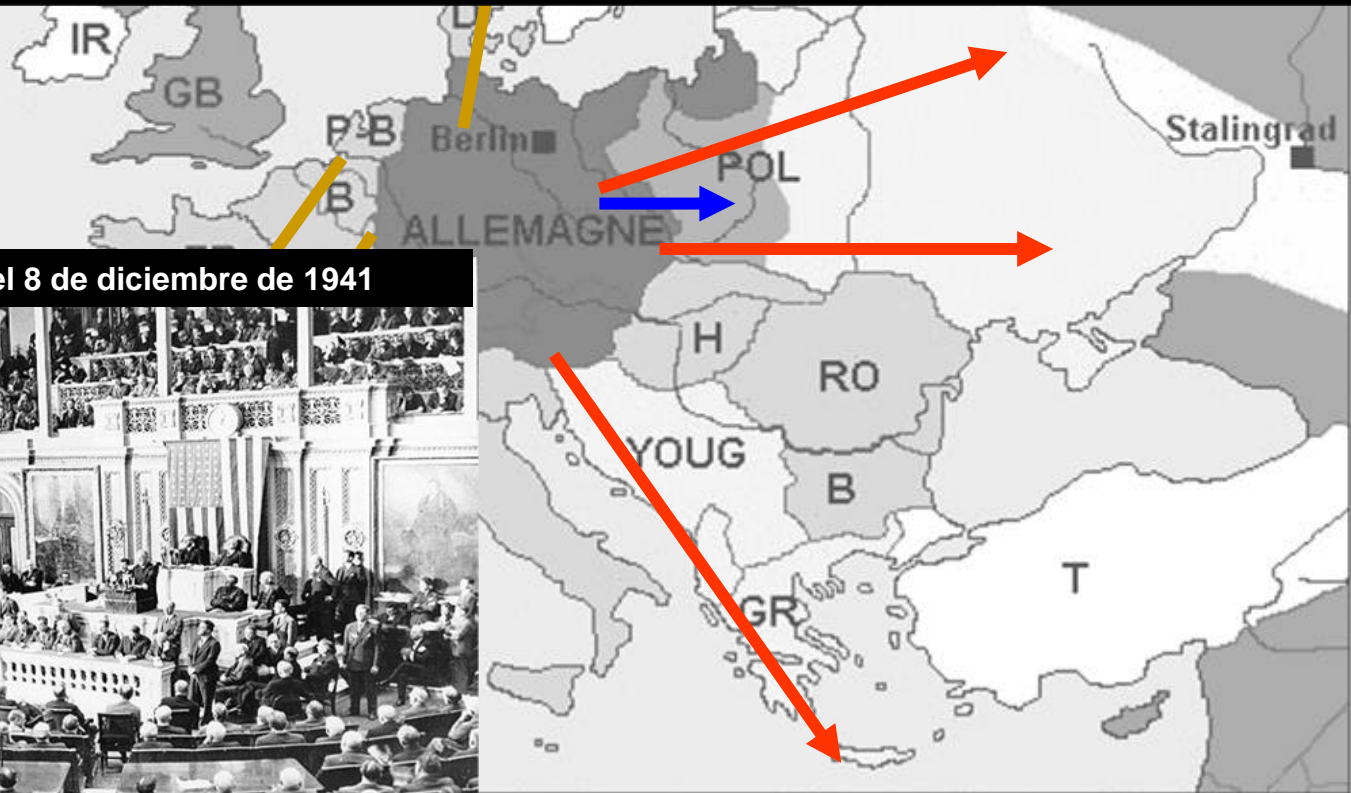 IR
GB
D
P-B
Berlin
Stalingrad
POL
B
ALLEMAGNE
el 8 de diciembre de 1941
H
RO
YOUG
B
T
GR